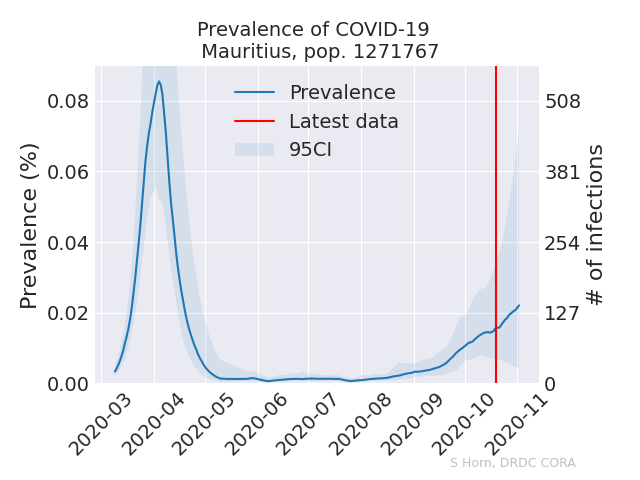 Prevalence of COVID-19
Mauritius, pop. 1271767
Prevalence (%)
0.08
0.06
0.04
0.02
0.00
Prevalence
Latest data
95CI
508
381
254
127
0
# of infections
2020-03
2020-04
2020-05
2020-06
2020-07
2020-08
2020-09
2020-10
2020-11
S Horn, DRDC CORA